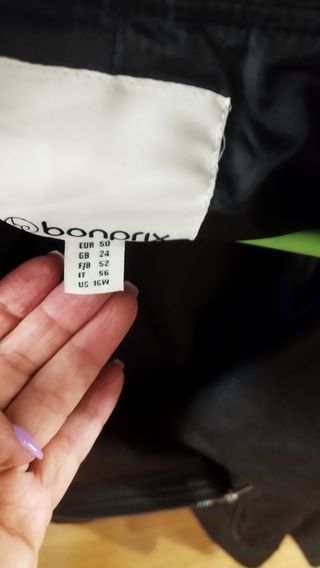 bonprix
EUR 50
GB 24
F/B 52
IT 56
US 16W